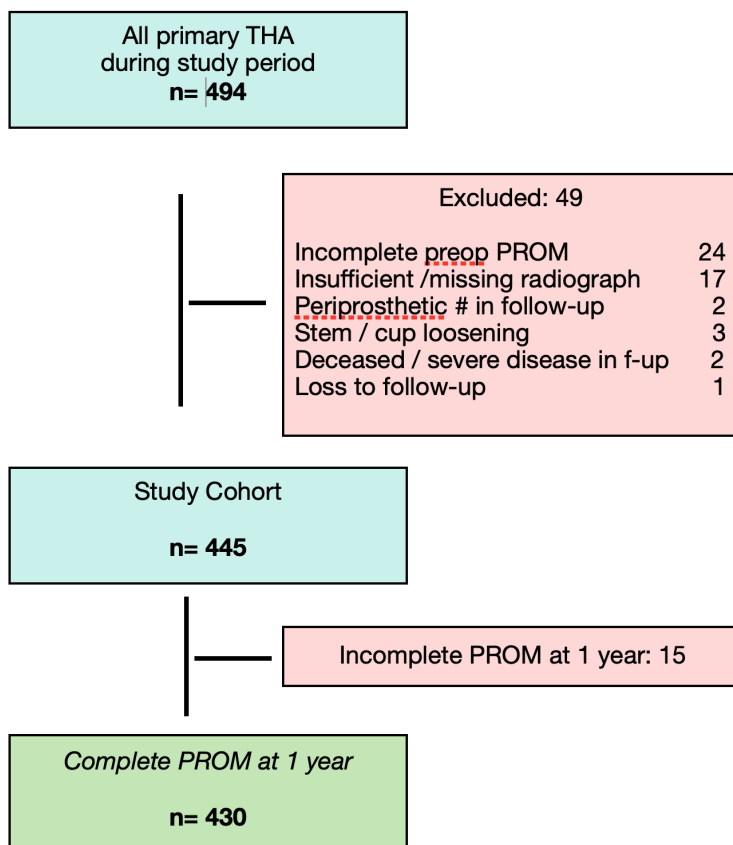 All primary THA
during study period
n= 494
Excluded: 49
Incomplete preop PROM 24
Insufficient /missing radiograph 17
Periprosthetic # in follow-up 2
Stem / cup loosening 3
Deceased / severe disease in f-up 2
Loss to follow-up 1
Study Cohort
n= 445
Incomplete PROM at 1 year: 15
Complete PROM at 1 year
n= 430